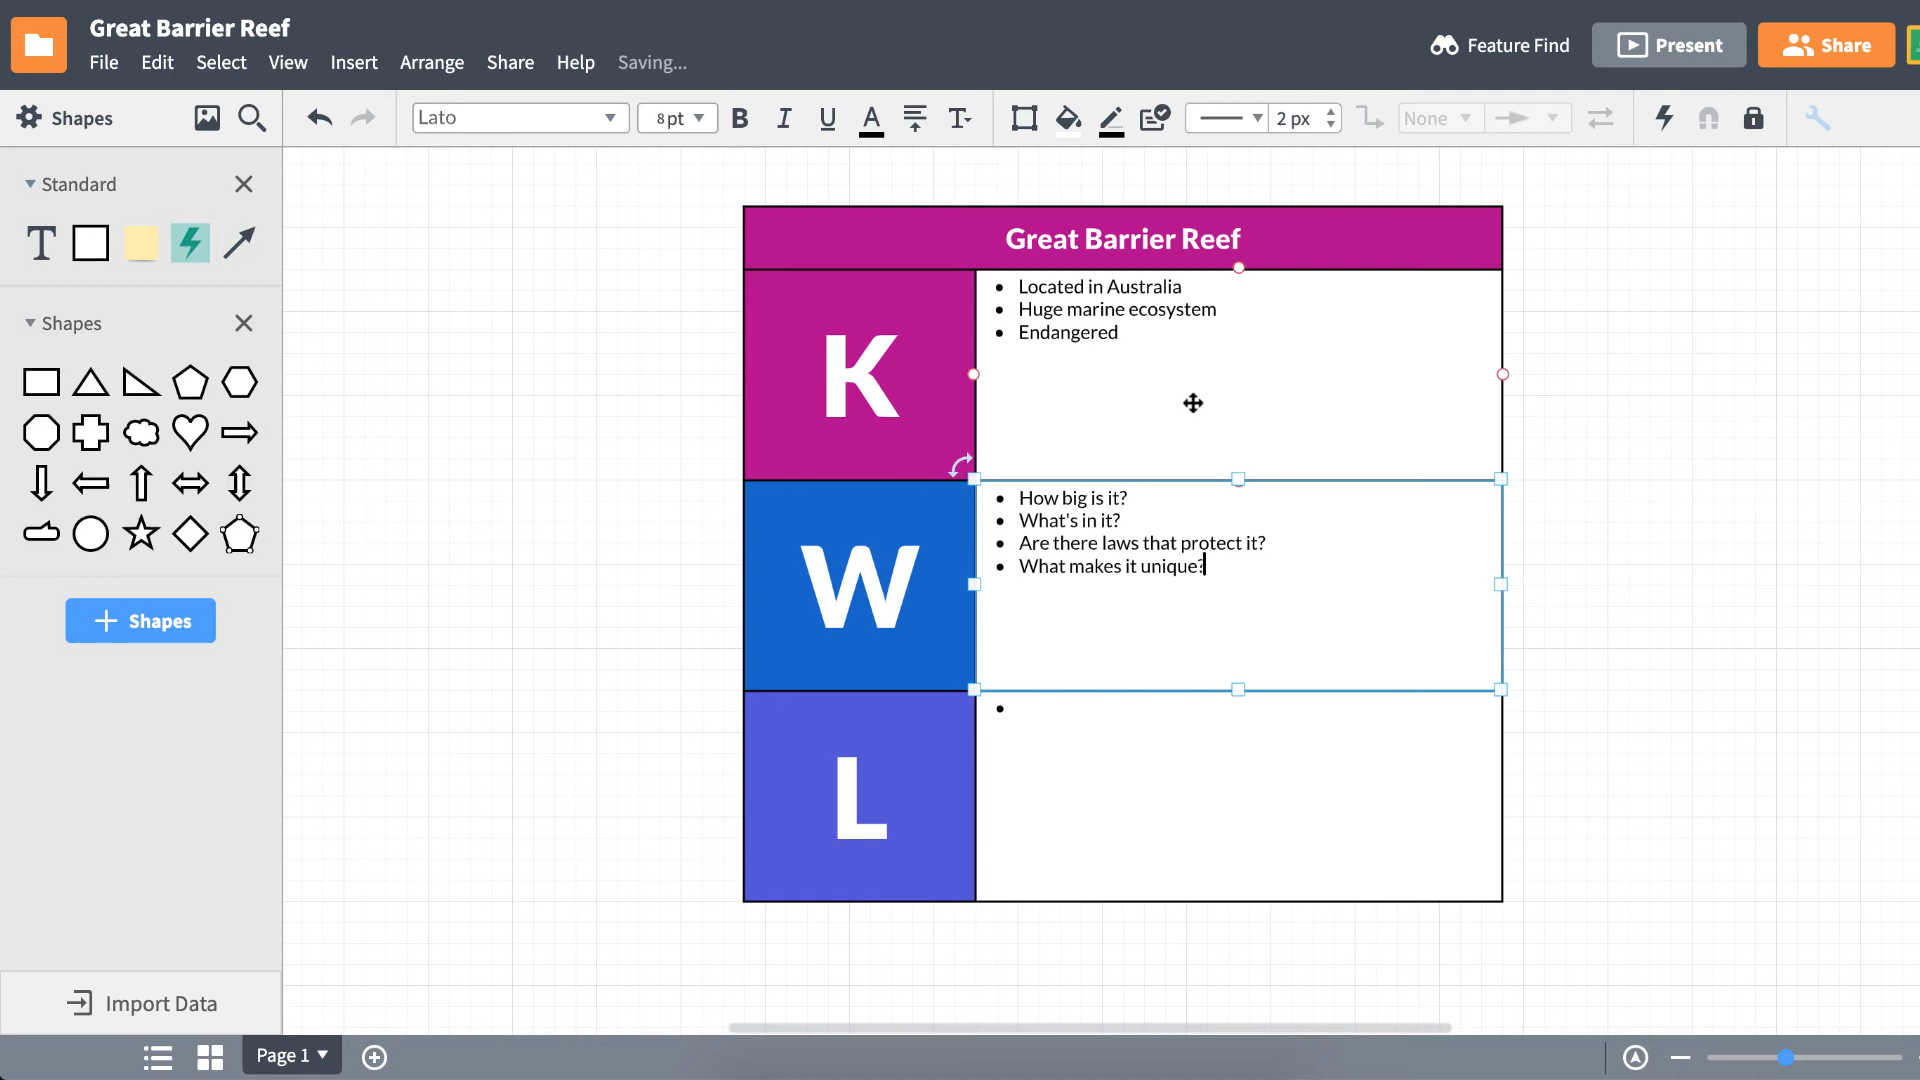 Great Barrier Reef
File Edit Select View Insert Arrange Share Help Saving...
Feature Find
Present
Share
Shapes
Lato
8 pt
B I U A T
2 px
None
Standard
T
Shapes
+ Shapes
Import Data
Great Barrier Reef
K
• Located in Australia
• Huge marine ecosystem
• Endangered
W
• How big is it?
• What's in it?
• Are there laws that protect it?
• What makes it unique?
L
•
Page 1